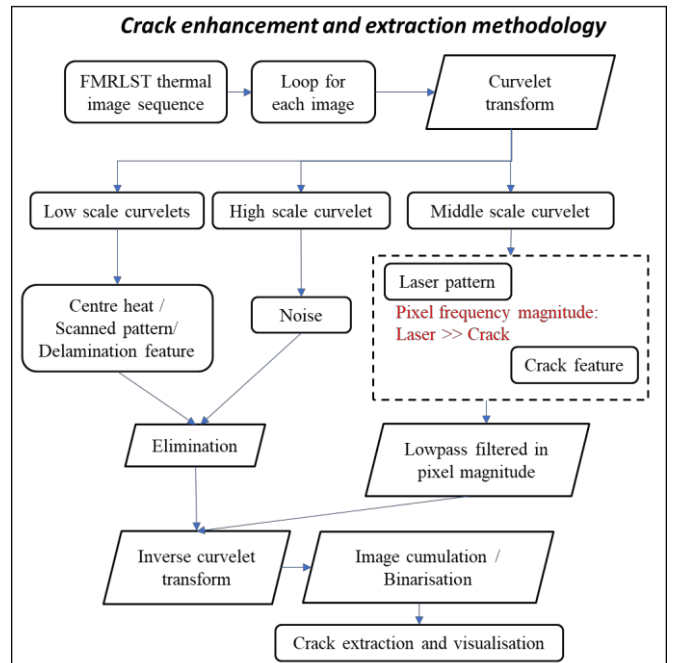 Crack enhancement and extraction methodology
FMRLST thermal
image sequence
Loop for
each image
Curvelet
transform
Low scale curvelets
High scale curvelet
Middle scale curvelet
Centre heat /
Scanned pattern/
Delamination feature
Noise
Laser pattern
Pixel frequency magnitude:
Laser >> Crack
Crack feature
Elimination
Lowpass filtered in
pixel magnitude
Inverse curvelet
transform
Image cumulation /
Binarisation
Crack extraction and visualisation